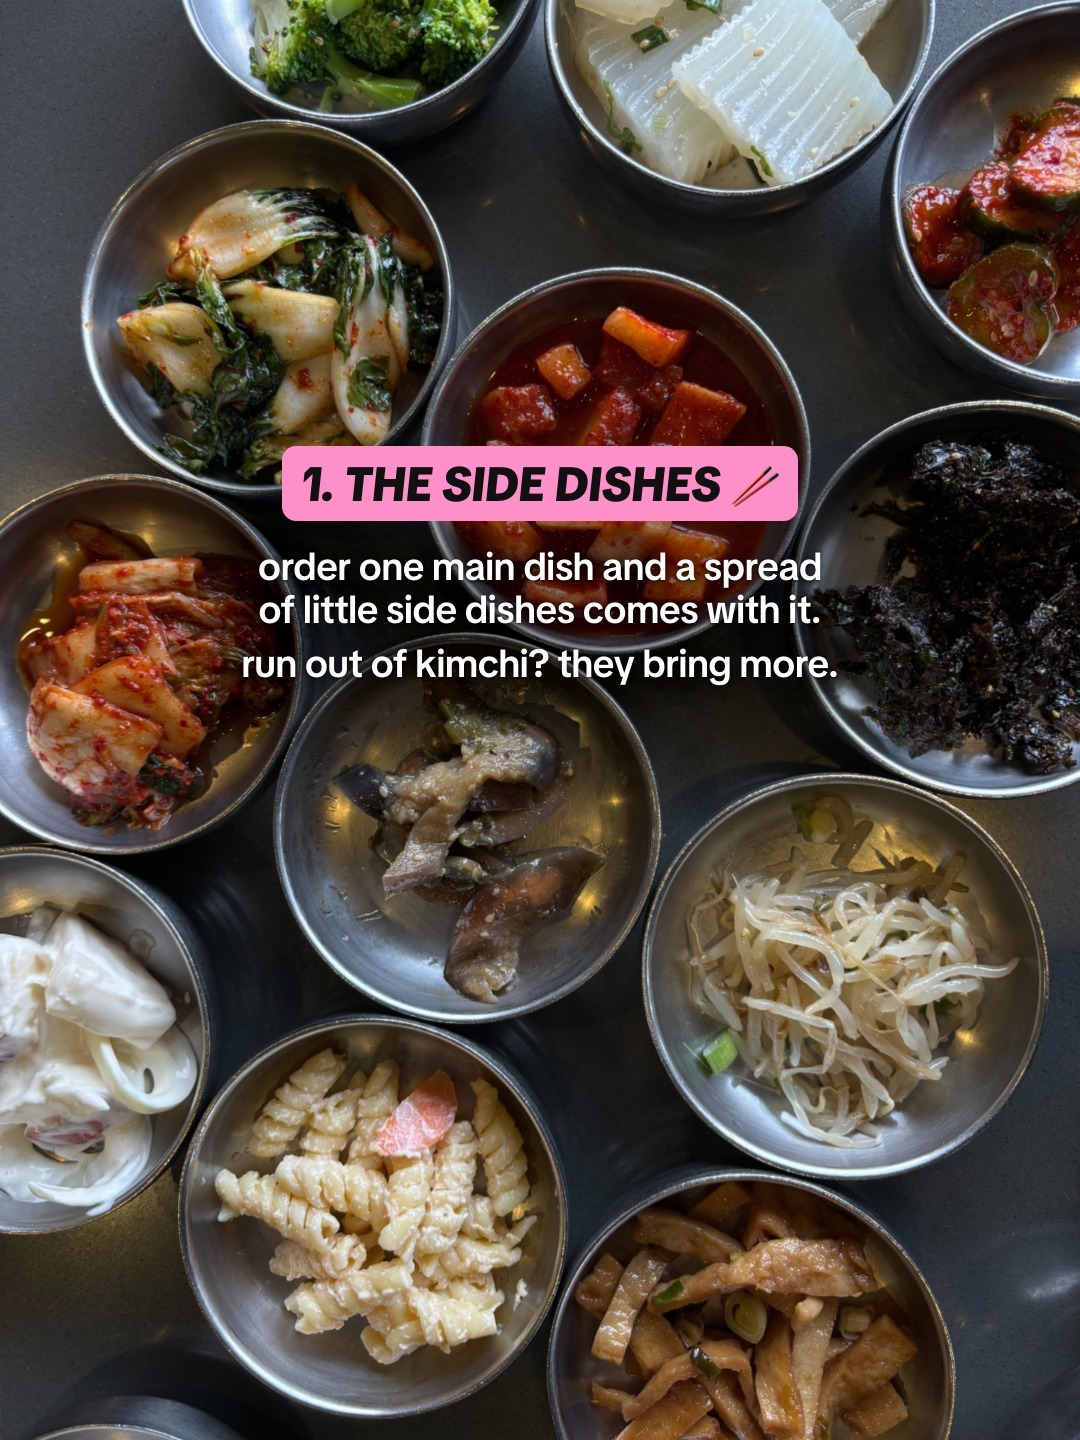 1. THE SIDE DISHES 🥢
order one main dish and a spread
of little side dishes comes with it.
run out of kimchi? they bring more.